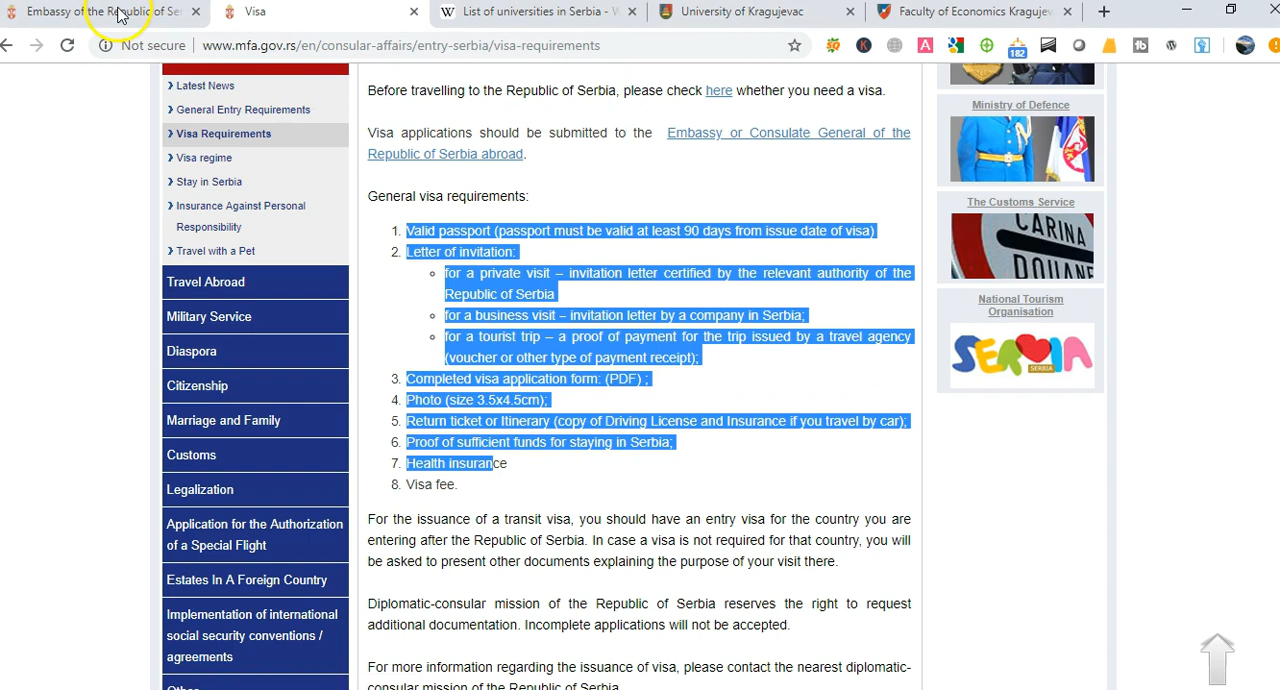 Embassy of the Republic of Ser
Visa
List of universities in Serbia - W
University of Kragujevac
Faculty of Economics Kragujev
Not secure
www.mfa.gov.rs/en/consular-affairs/entry-serbia/visa-requirements
182
Latest News
General Entry Requirements
Visa Requirements
Visa regime
Stay in Serbia
Insurance Against Personal
Responsibility
Travel with a Pet
Travel Abroad
Military Service
Diaspora
Citizenship
Marriage and Family
Customs
Legalization
Application for the Authorization
of a Special Flight
Estates In A Foreign Country
Implementation of international
social security conventions /
agreements
Other
Before travelling to the Republic of Serbia, please check here whether you need a visa.
Visa applications should be submitted to the Embassy or Consulate General of the
Republic of Serbia abroad.
General visa requirements:
1. Valid passport (passport must be valid at least 90 days from issue date of visa)
2. Letter of invitation:
for a private visit – invitation letter certified by the relevant authority of the
Republic of Serbia
for a business visit – invitation letter by a company in Serbia;
for a tourist trip – a proof of payment for the trip issued by a travel agency
(voucher or other type of payment receipt);
3. Completed visa application form: (PDF) ;
4. Photo (size 3.5x4.5cm);
5. Return ticket or Itinerary (copy of Driving License and Insurance if you travel by car);
6. Proof of sufficient funds for staying in Serbia;
7. Health insurance
8. Visa fee.
For the issuance of a transit visa, you should have an entry visa for the country you are
entering after the Republic of Serbia. In case a visa is not required for that country, you will
be asked to present other documents explaining the purpose of your visit there.
Diplomatic-consular mission of the Republic of Serbia reserves the right to request
additional documentation. Incomplete applications will not be accepted.
For more information regarding the issuance of visa, please contact the nearest diplomatic-
consular mission of the Republic of Serbia
Ministry of Defence
The Customs Service
CARINA
DOUANE
National Tourism
Organisation
SERBIA
SERBIA